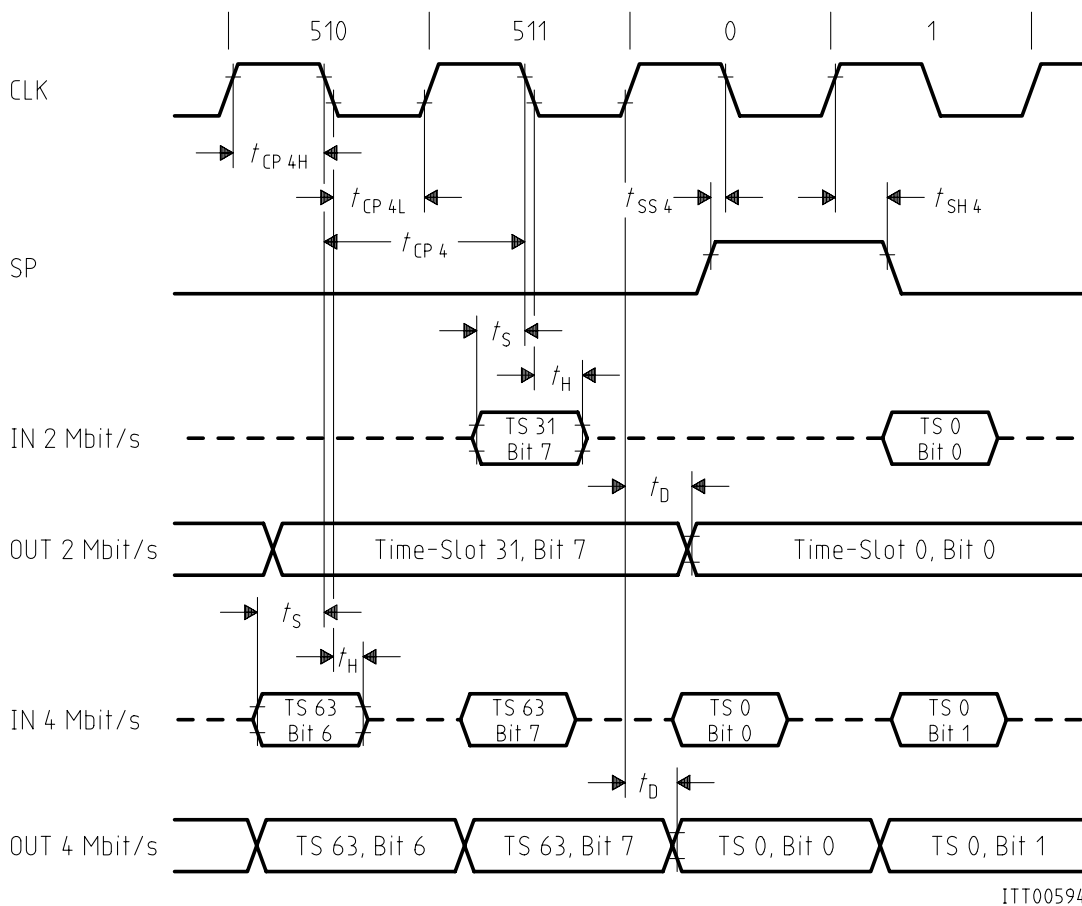 510 511 0 1
CLK
t CP 4H
t CP 4L
t SS 4
t SH 4
t CP 4
SP
t S
t H
IN 2 Mbit/s
TS 31
Bit 7
TS 0
Bit 0
t D
OUT 2 Mbit/s
Time-Slot 31, Bit 7
Time-Slot 0, Bit 0
t S
t H
IN 4 Mbit/s
TS 63
Bit 6
TS 63
Bit 7
TS 0
Bit 0
TS 0
Bit 1
t D
OUT 4 Mbit/s
TS 63, Bit 6
TS 63, Bit 7
TS 0, Bit 0
TS 0, Bit 1
ITT00594